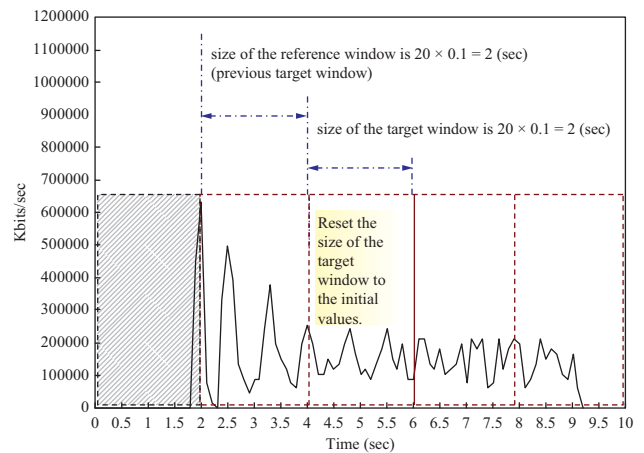 1200000
1100000
1000000
900000
800000
700000
600000
500000
400000
300000
200000
100000
0
Kbits/sec
size of the reference window is 20 × 0.1 = 2 (sec)
(previous target window)
size of the target window is 20 × 0.1 = 2 (sec)
Reset the
size of the
target
window to
the initial
values.
0 0.5 1 1.5 2 2.5 3 3.5 4 4.5 5 5.5 6 6.5 7 7.5 8 8.5 9 9.5 10
Time (sec)